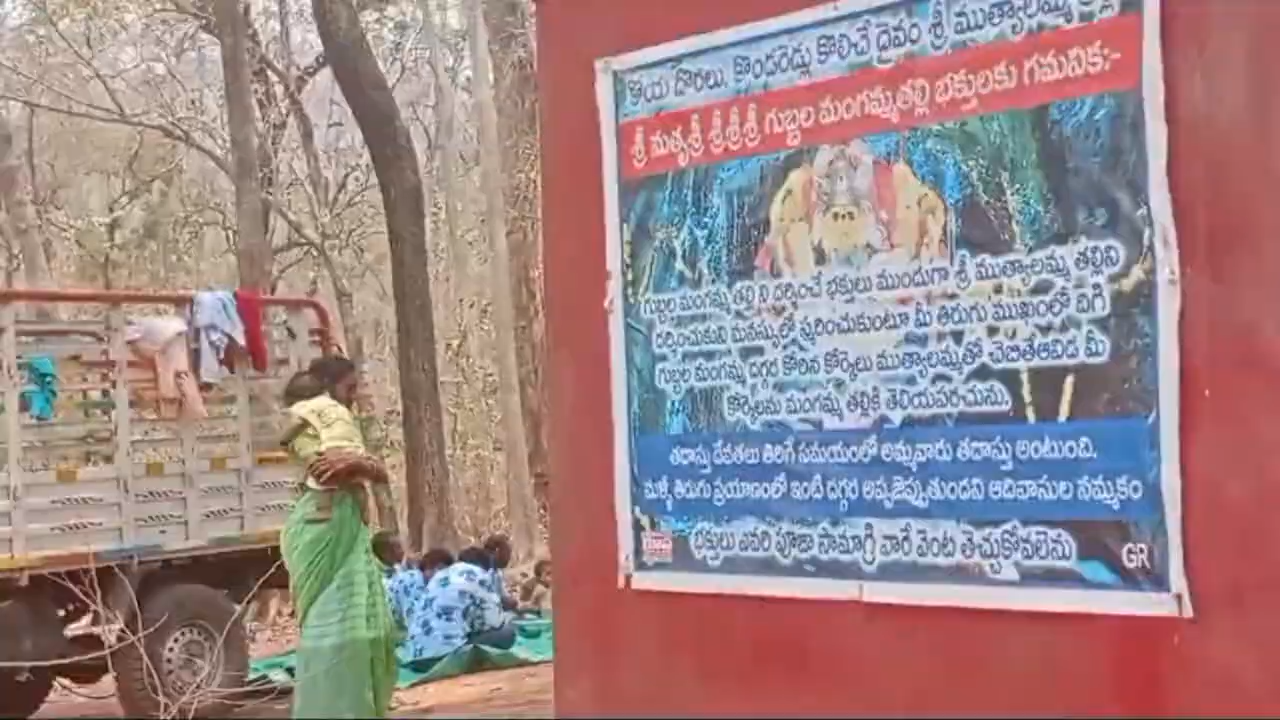 కోయ దొరలు, కొండరెడ్లు కొలిచే దైవం శ్రీ ముత్యాలమ్మ
శ్రీ మతృశ్రీ శ్రీశ్రీశ్రీ గుబ్బల మంగమ్మతల్లి భక్తులకు గమనిక:-
గుబ్బల మంగమ్మ తల్లి ని దర్శించే భక్తులు ముందుగా శ్రీ ముత్యాలమ్మ తల్లిని
దర్శించుకుని మనస్సులో స్మరించుకుంటూ మీ తిరుగు ముఖంలో దిగి
గుబ్బల మంగమ్మ దగ్గర కోరిన కోర్కెలు ముత్యాలమ్మతో చెబితేఆవిడ మీ
కోర్కెలను మంగమ్మ తల్లికి తెలియపరచును.
తదాస్తు దేవతలు తిరిగే సమయంలో అమ్మవారు తదాస్తు అంటుంది.
మళ్ళీ తిరుగు ప్రయాణంలో ఇంటి దగ్గర అప్పజెప్పుతుందని ఆదివాసుల నమ్మకం
భక్తులు ఎవరి పూజా సామాగ్రి వారే వెంట తెచ్చుకోవలెను
GR